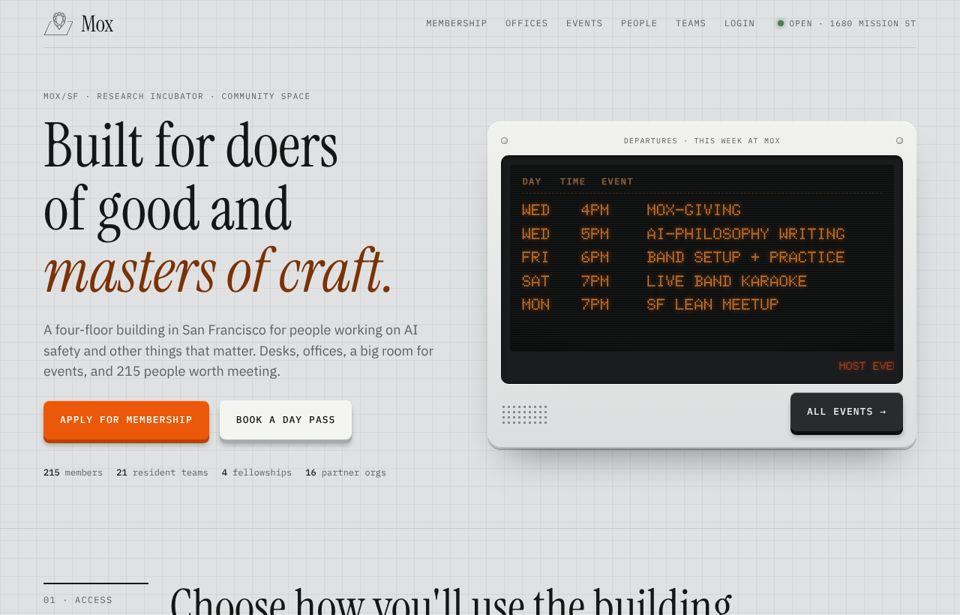 Mox
MEMBERSHIP OFFICES EVENTS PEOPLE TEAMS LOGIN OPEN · 1680 MISSION ST
MOX/SF · RESEARCH INCUBATOR · COMMUNITY SPACE
Built for doers
of good and
masters of craft.
A four-floor building in San Francisco for people working on AI
safety and other things that matter. Desks, offices, a big room for
events, and 215 people worth meeting.
APPLY FOR MEMBERSHIP BOOK A DAY PASS
215 members 21 resident teams 4 fellowships 16 partner orgs
DEPARTURES · THIS WEEK AT MOX
DAY TIME EVENT
WED 4PM MOX-GIVING
WED 5PM AI-PHILOSOPHY WRITING
FRI 6PM BAND SETUP + PRACTICE
SAT 7PM LIVE BAND KARAOKE
MON 7PM SF LEAN MEETUP
HOST EVE
ALL EVENTS →
01 · ACCESS
Choose how you'll use the building